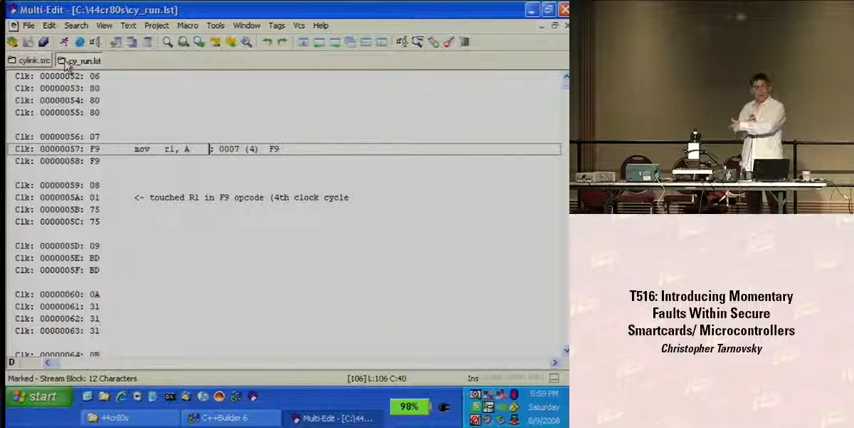 Multi-Edit - [C:\44cr80s\cy_run.lst]
File Edit Search View Text Project Macro Tools Window Help
cylink.src cy_run.lst
Clk: 00000052: 06
Clk: 00000053: 80
Clk: 00000054: 80
Clk: 00000055: 80
Clk: 00000056: 07
Clk: 00000057: F9 mov r1, A ; 0007 (4) F9
Clk: 00000058: F9
Clk: 00000059: 08
Clk: 0000005A: 01 <- touched R1 in F9 opcode (4th clock cycle
Clk: 0000005B: 75
Clk: 0000005C: 75
Clk: 0000005D: 09
Clk: 0000005E: BD
Clk: 0000005F: BD
Clk: 00000060: 0A
Clk: 00000061: 31
Clk: 00000062: 31
Clk: 00000063: 31
Clk: 00000064: 0B
D
Marked - Stream Block: 12 Characters [106] L:106 C:40 Ins
start
44cr80s C++Builder 6 Multi-Edit - [C:\44...
98%
5:59 PM
Saturday
8/9/2008
T516: Introducing Momentary
Faults Within Secure
Smartcards/ Microcontrollers
Christopher Tarnovsky